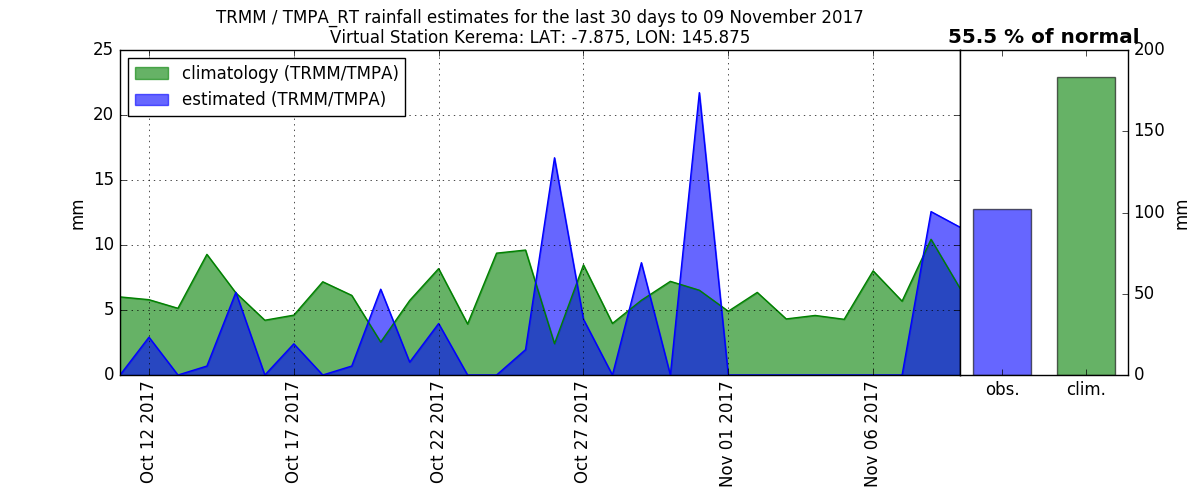 TRMM / TMPA_RT rainfall estimates for the last 30 days to 09 November 2017
Virtual Station Kerema: LAT: -7.875, LON: 145.875
55.5 % of normal
climatology (TRMM/TMPA)
estimated (TRMM/TMPA)
25
20
15
10
5
0
mm
Oct 12 2017
Oct 17 2017
Oct 22 2017
Oct 27 2017
Nov 01 2017
Nov 06 2017
200
150
100
50
0
mm
obs.
clim.